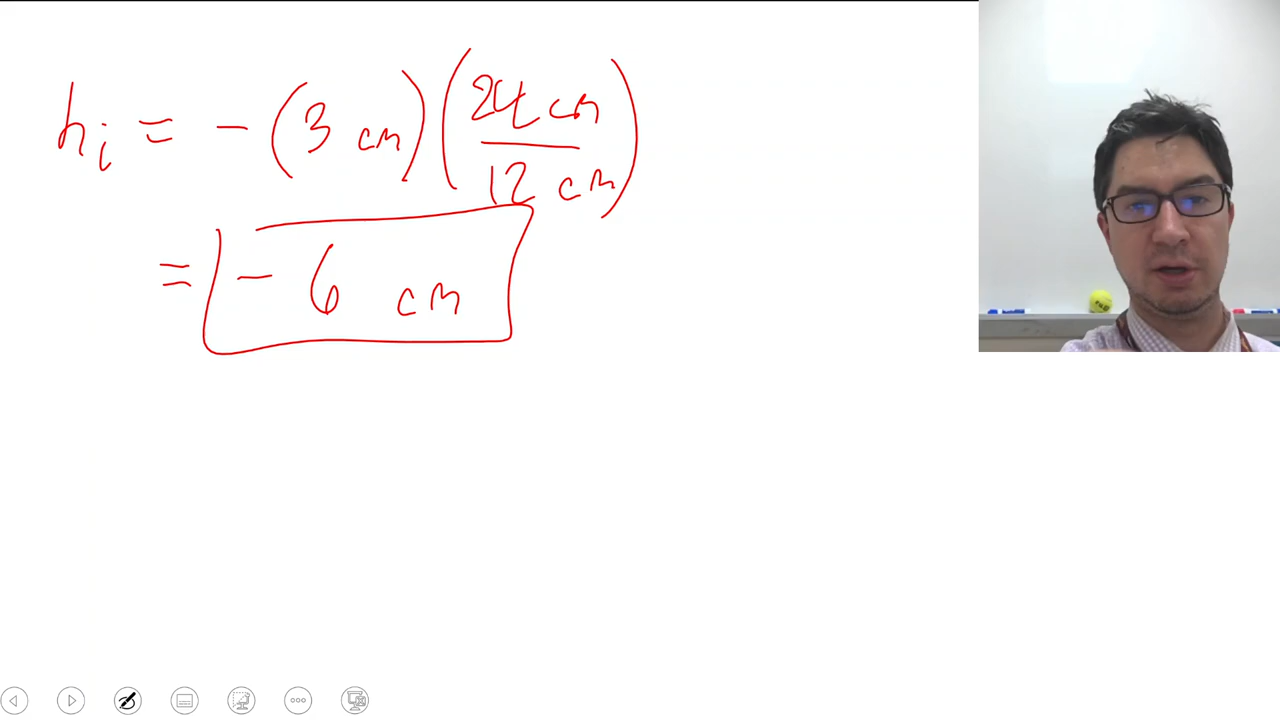 hᵢ = - (3 cm) (24 cm / 12 cm)
= - 6 cm